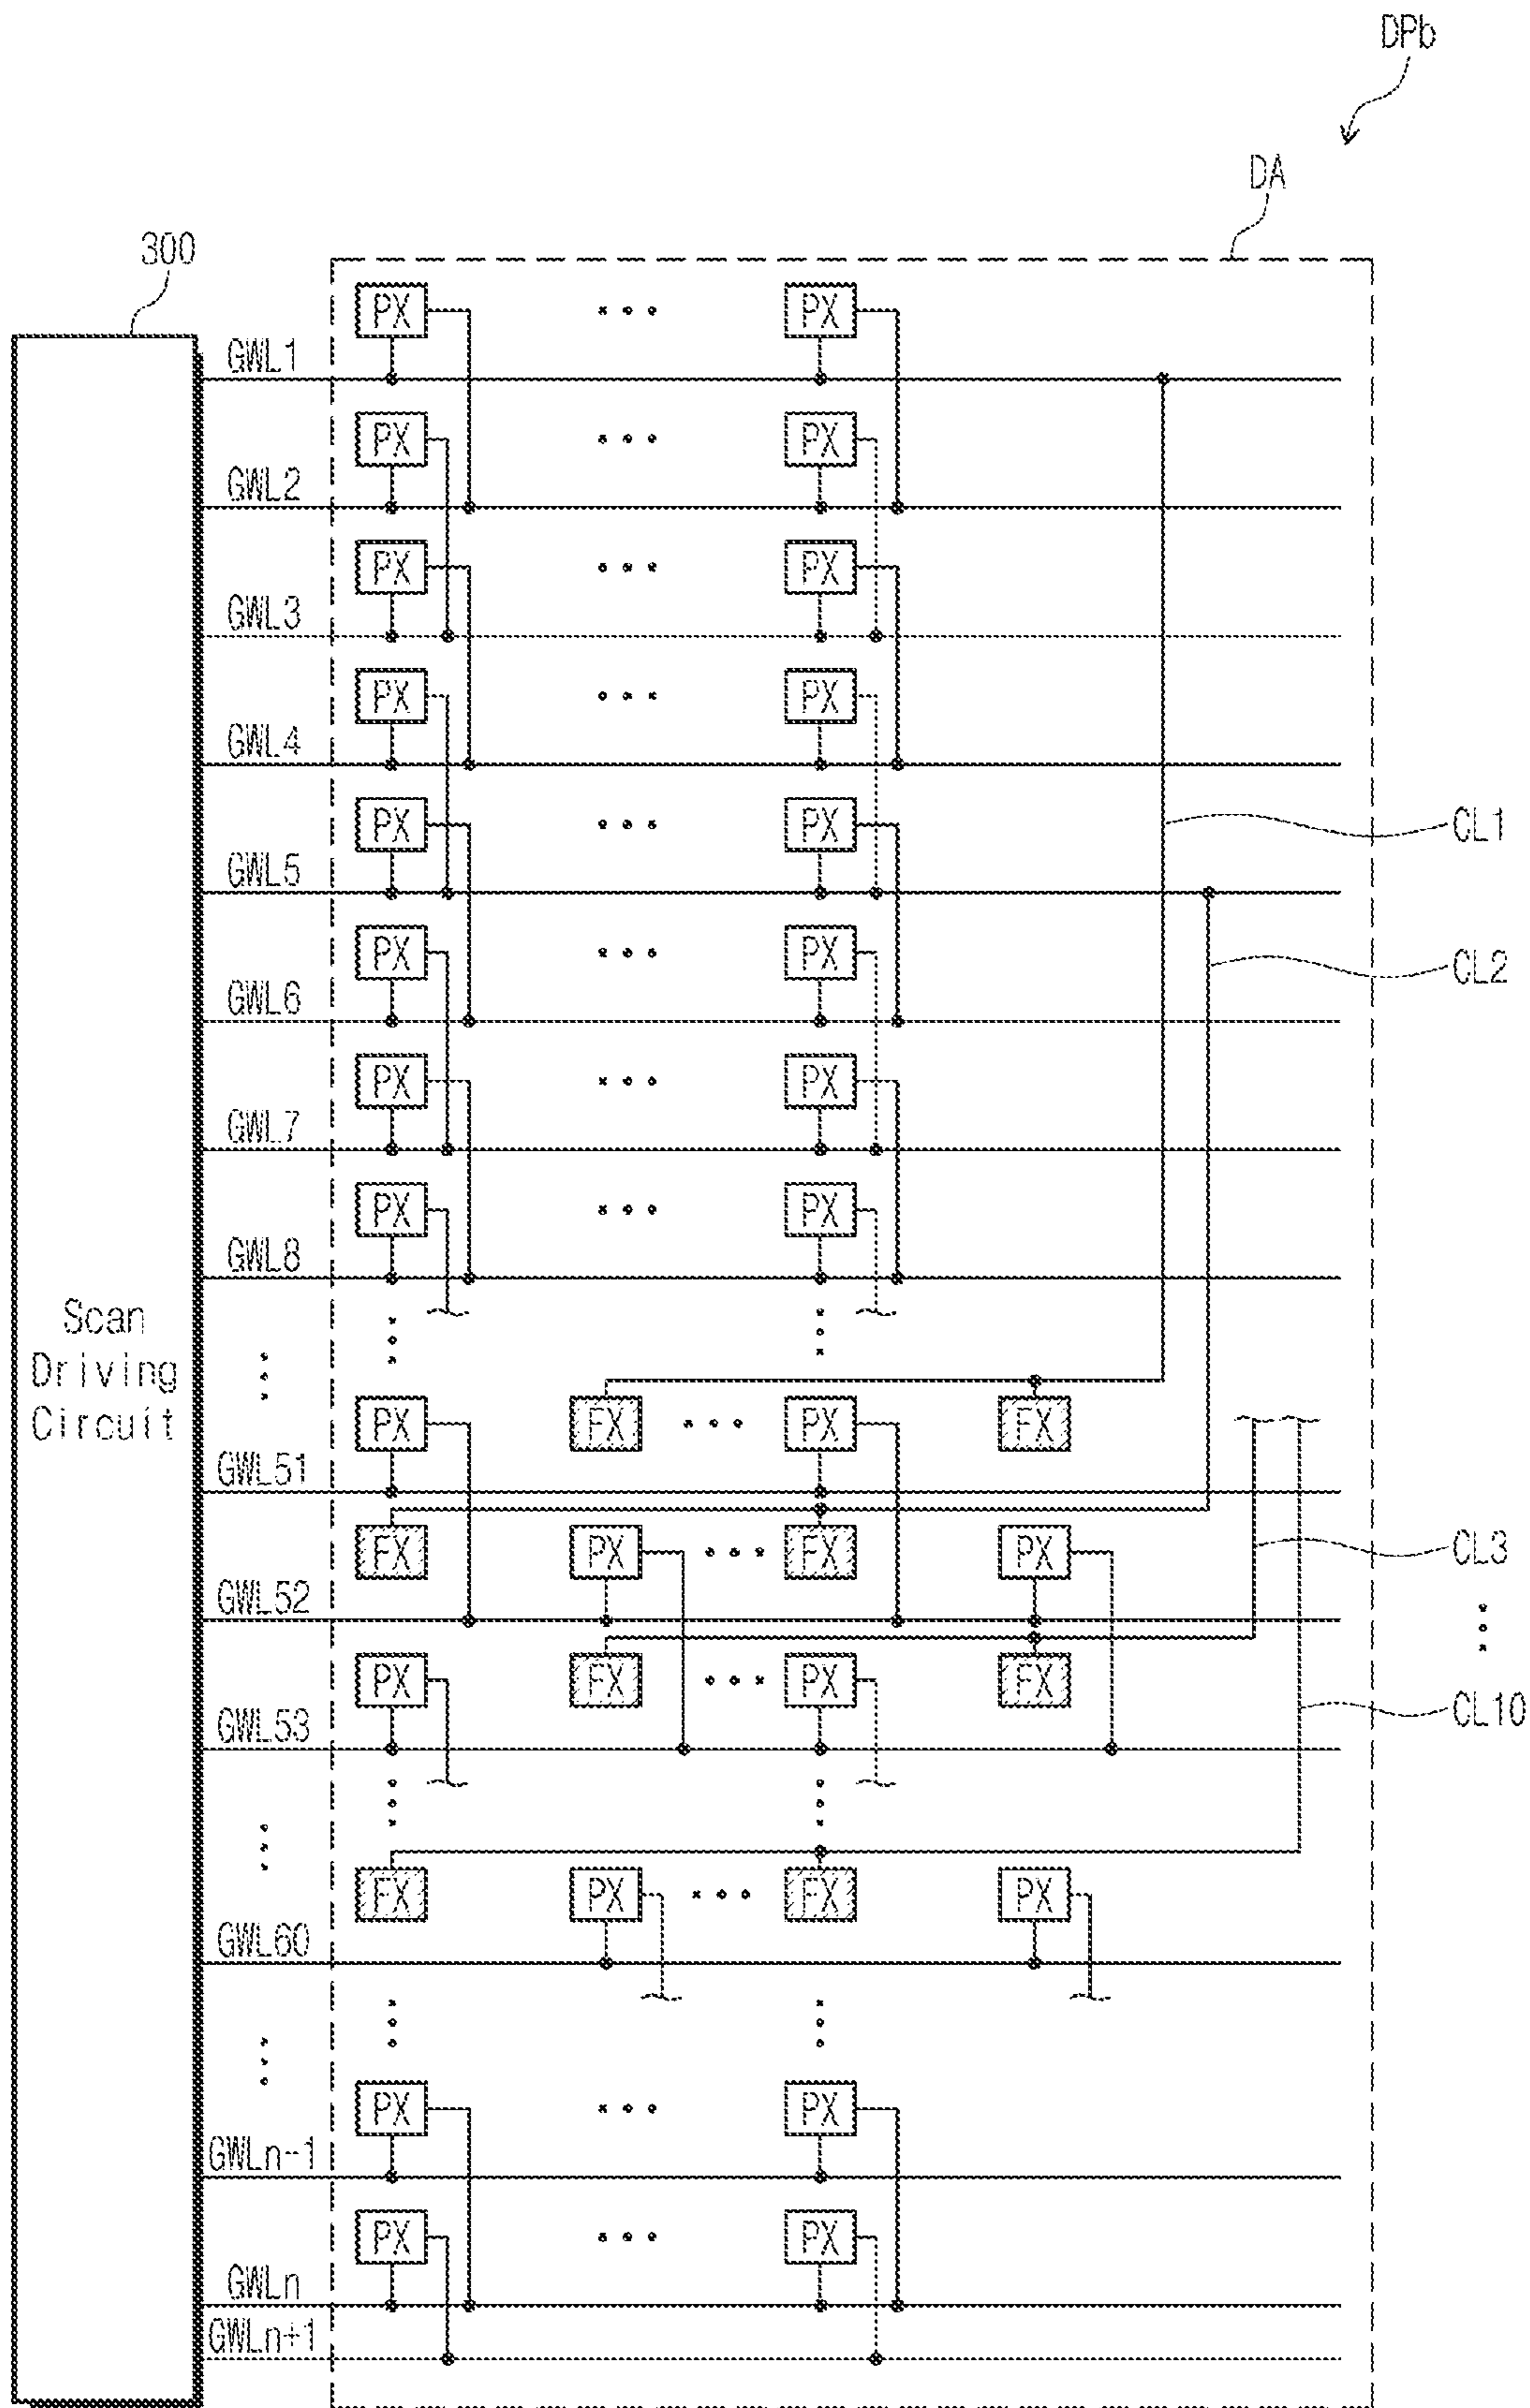 DPb
DA
300
PX PX
GWL1
PX PX
GWL2
PX PX
GWL3
PX PX
GWL4
PX PX
CL1
GWL5
PX PX
CL2
GWL6
PX PX
GWL7
PX PX
GWL8
Scan
Driving
Circuit
PX FX PX FX
GWL51
FX PX FX PX
CL3
GWL52
PX FX PX FX
CL10
GWL53
FX PX FX PX
GWL60
PX PX
GWLn-1
PX PX
GWLn
GWLn+1